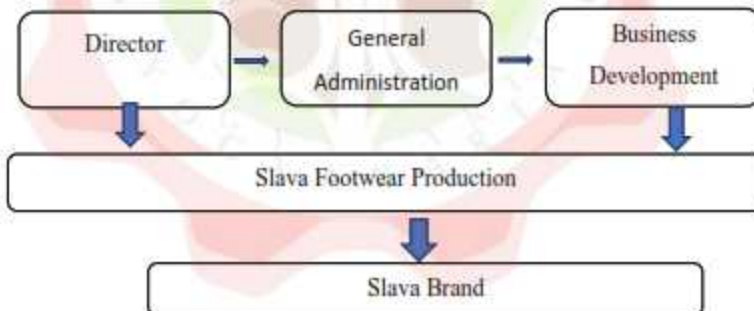 Director
General
Administration
Business
Development
Slava Footwear Production
Slava Brand